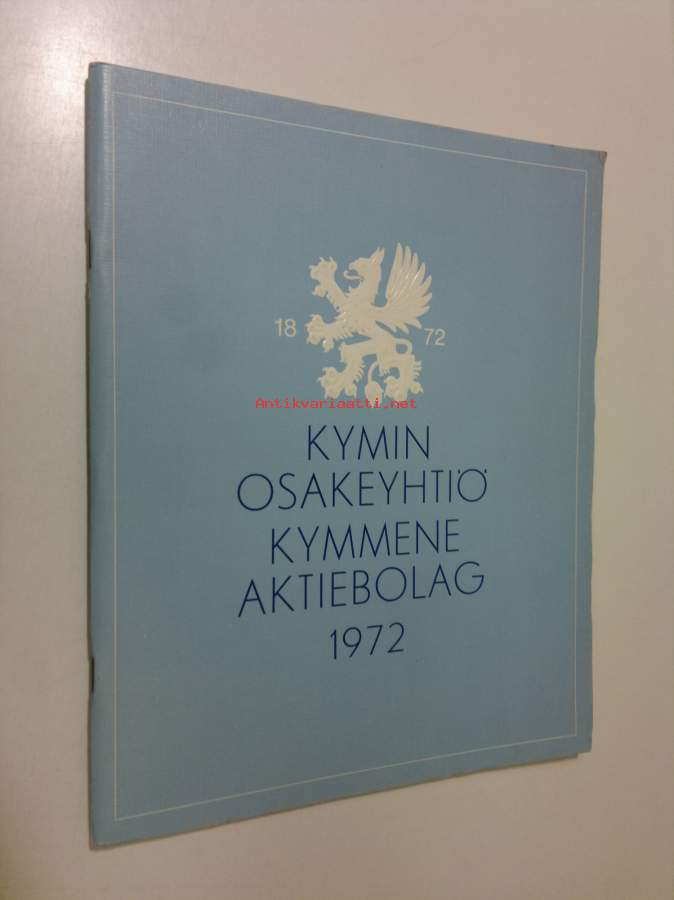 18 72
Antikvariaatti.net
KYMIN
OSAKEYHTIÖ
KYMMENE
AKTIEBOLAG
1972